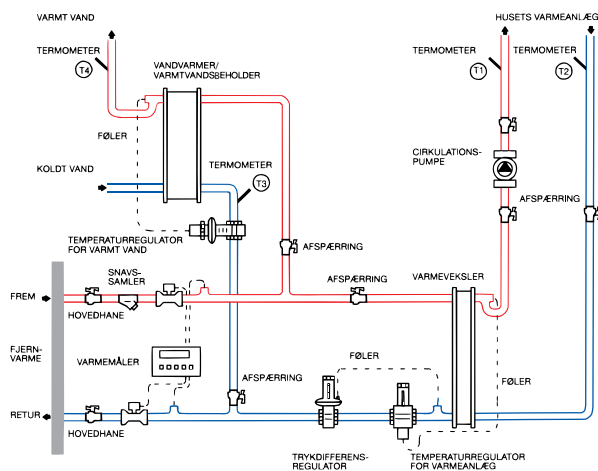 VARMT VAND
HUSETS VARMEANLÆG
TERMOMETER
T4
VANDVARMER/
VARMTVANDSBEHOLDER
TERMOMETER
T1
TERMOMETER
T2
FØLER
CIRKULATIONS-
PUMPE
KOLDT VAND
TERMOMETER
T3
AFSPÆRRING
TEMPERATURREGULATOR
FOR VARMT VAND
AFSPÆRRING
SNAVS-
SAMLER
AFSPÆRRING
VARMEVEKSLER
FREM
HOVEDHANE
FJERN-
VARME
VARMEMÅLER
FØLER
AFSPÆRRING
FØLER
RETUR
HOVEDHANE
TRYKDIFFERENS-
REGULATOR
TEMPERATURREGULATOR
FOR VARMEANLÆG